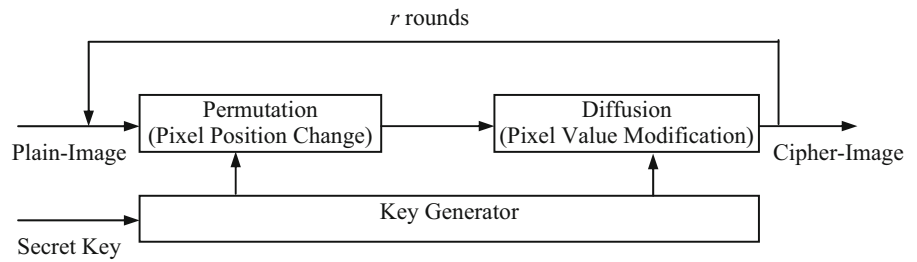 r rounds
Permutation
(Pixel Position Change)
Diffusion
(Pixel Value Modification)
Plain-Image
Cipher-Image
Key Generator
Secret Key